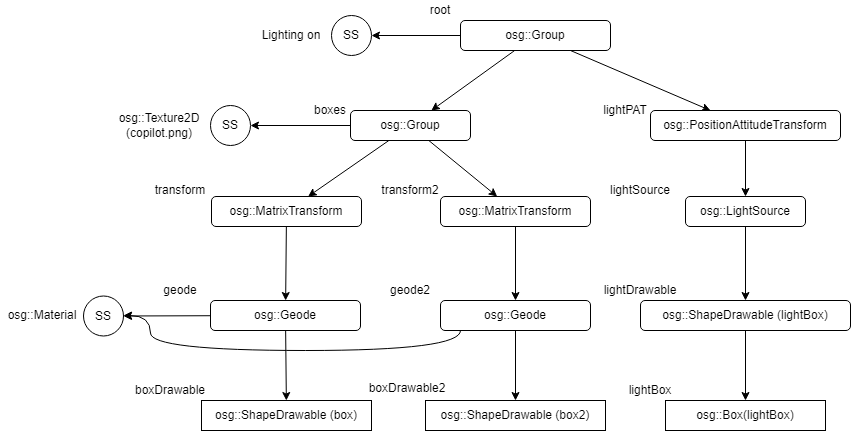 root
Lighting on
SS
osg::Group
osg::Texture2D
(copilot.png)
SS
boxes
osg::Group
lightPAT
osg::PositionAttitudeTransform
transform
osg::MatrixTransform
transform2
osg::MatrixTransform
lightSource
osg::LightSource
osg::Material
SS
geode
osg::Geode
geode2
osg::Geode
lightDrawable
osg::ShapeDrawable (lightBox)
boxDrawable
osg::ShapeDrawable (box)
boxDrawable2
osg::ShapeDrawable (box2)
lightBox
osg::Box(lightBox)